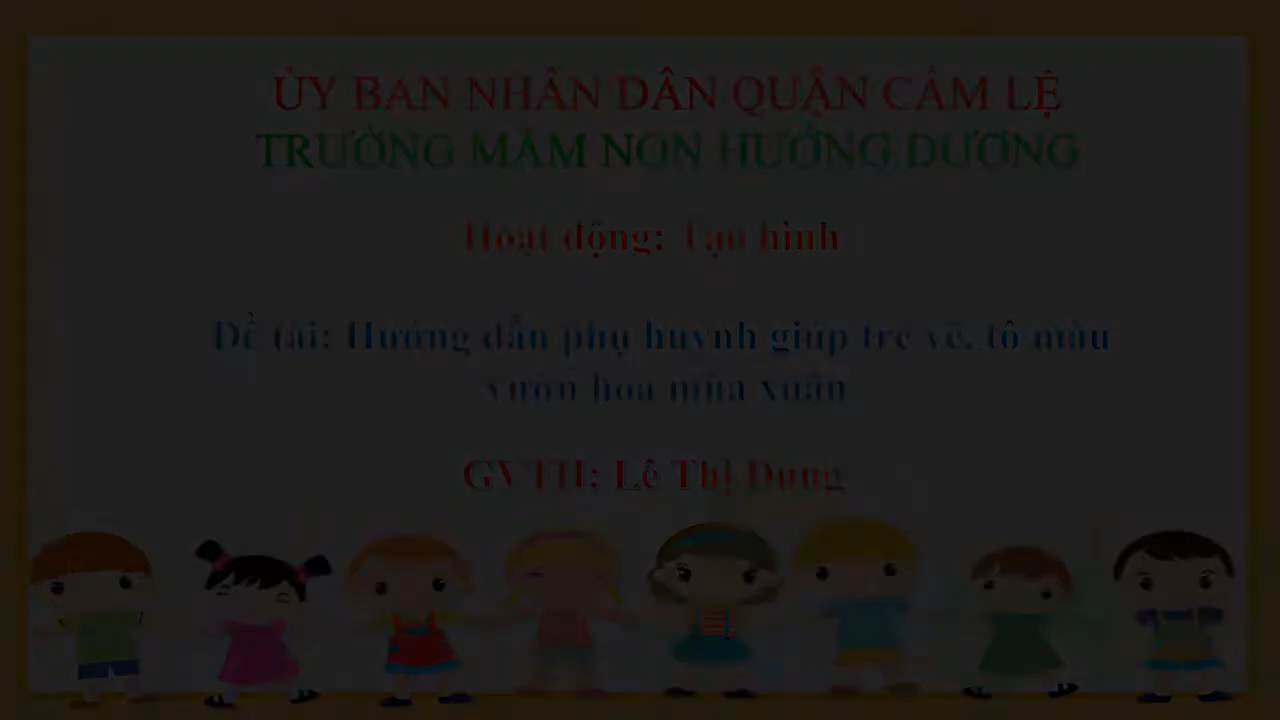 ỦY BAN NHÂN DÂN QUẬN CẨM LỆ
TRƯỜNG MẦM NON HƯỚNG DƯƠNG
Hoạt động: Tạo hình
Đề tài: Hướng dẫn phụ huynh giúp trẻ vẽ, tô màu
vườn hoa mùa xuân
GVTH: Lê Thị Dung